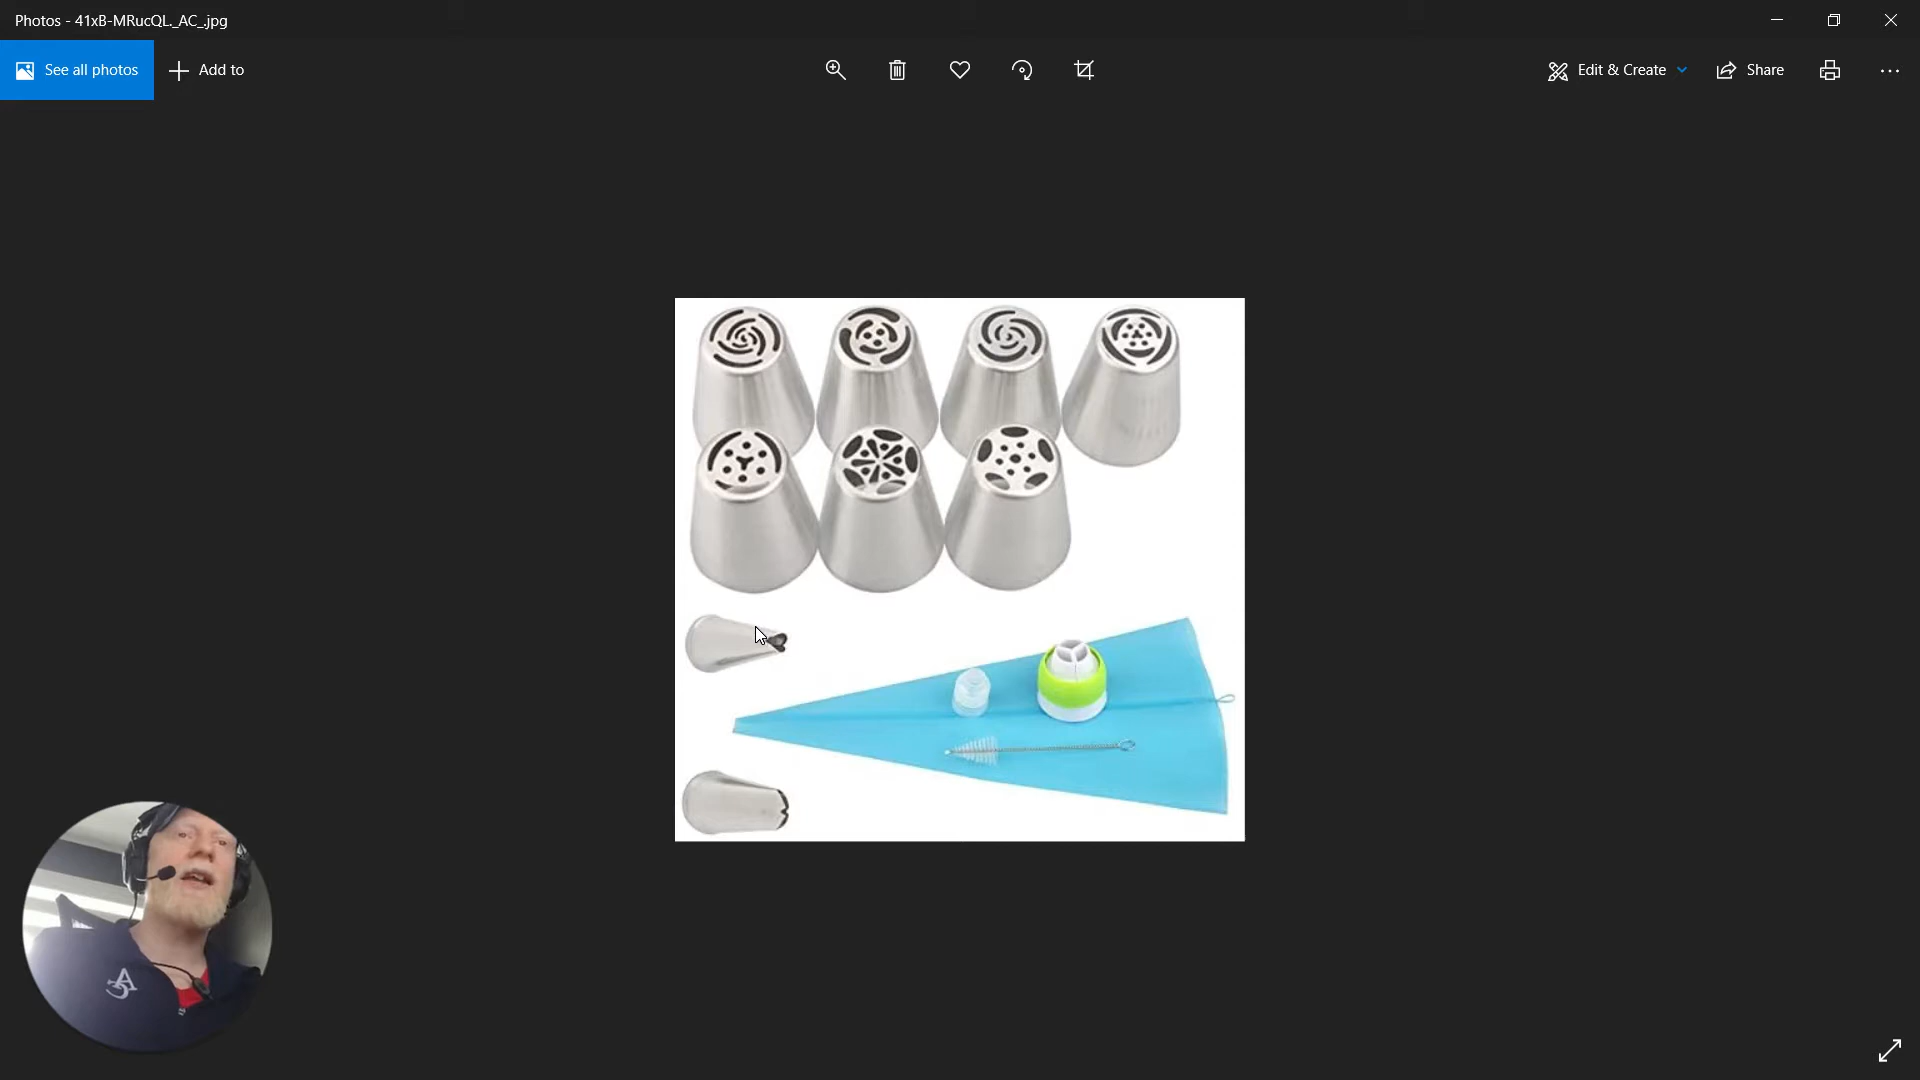 Photos - 41xB-MRucQL._AC_.jpg
See all photos
Add to
Edit & Create
Share